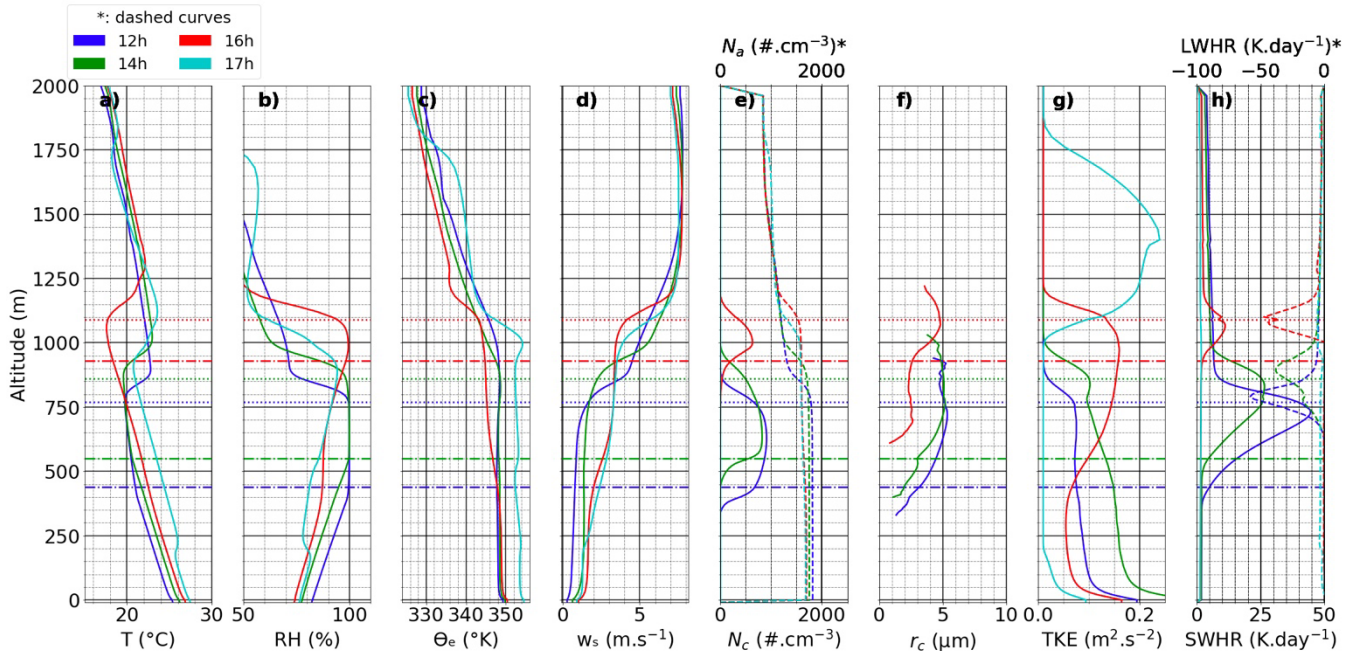 *: dashed curves
12h 16h
14h 17h
N_a (#.cm⁻³)* LWHR (K.day⁻¹)*
0 2000 −100 −50 0
a) b) c) d) e) f) g) h)
2000
1750
1500
1250
1000
750
500
250
0
Altitude (m)
20 30 50 100 330 340 350 0 5 0 1000 2000 0 5 10 0.0 0.2 0 25 50
T (°C) RH (%) Θₑ (°K) wₛ (m.s⁻¹) N_c (#.cm⁻³) r_c (μm) TKE (m².s⁻²) SWHR (K.day⁻¹)